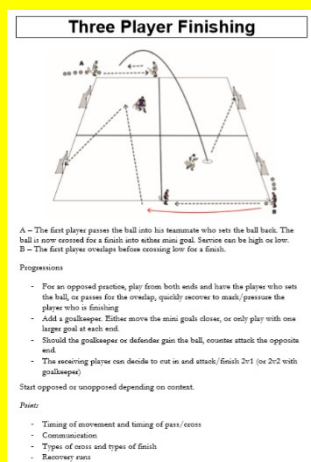 Three Player Finishing
A
B
A – The first player passes the ball into his teammate who sets the ball back. The
ball is now crossed for a finish into either mini goal. Service can be high or low.
B – The first player overlaps before crossing low for a finish.
Progressions
- For an opposed practice, play from both ends and have the player who sets
the ball, or passes for the overlap, quickly recover to mark/pressure the
player who is finishing
- Add a goalkeeper. Either move the mini goals closer, or only play with one
larger goal at each end.
- Should the goalkeeper or defender gain the ball, counter attack the opposite
end.
- The receiving player can decide to cut in and attack/finish 2v1 (or 2v2 with
goalkeeper)
Start opposed or unopposed depending on context.
Points
- Timing of movement and timing of pass/cross
- Communication
- Types of cross and types of finish
- Recovery runs